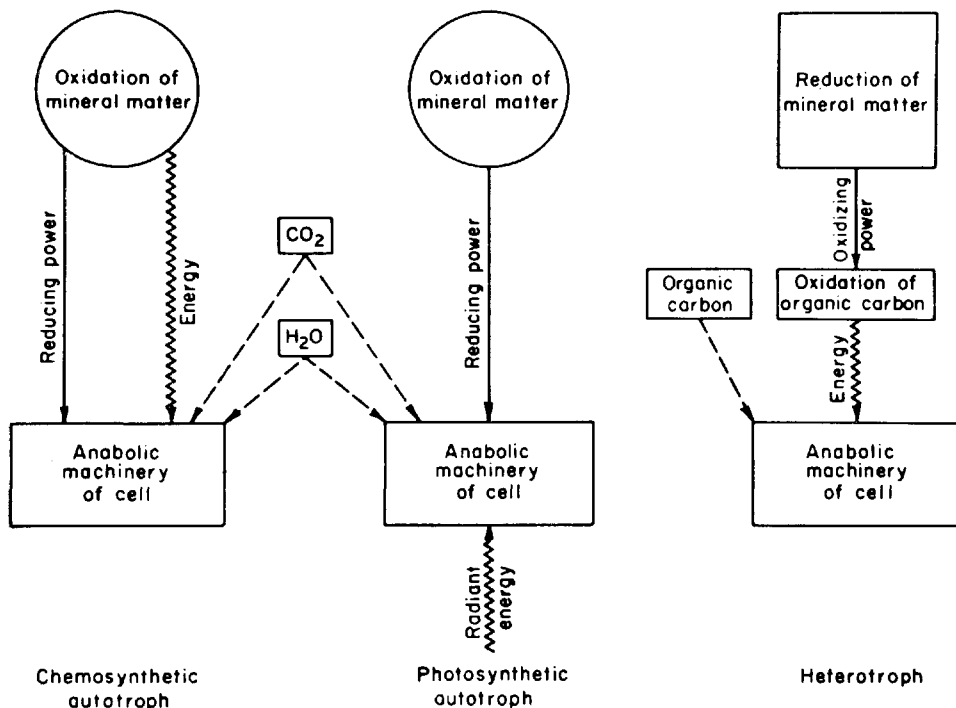 Oxidation of
mineral matter
Reducing power
Energy
Anabolic
machinery
of cell
Chemosynthetic
autotroph
CO₂
H₂O
Oxidation of
mineral matter
Reducing power
Anabolic
machinery
of cell
Radiant
energy
Photosynthetic
autotroph
Reduction of
mineral matter
Oxidizing
power
Organic
carbon
Oxidation of
organic carbon
Energy
Anabolic
machinery
of cell
Heterotroph